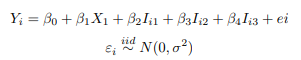 Yᵢ = β₀ + β₁X₁ + β₂Iᵢ₁ + β₃Iᵢ₂ + β₄Iᵢ₃ + ei
εᵢ iid ~ N(0, σ²)